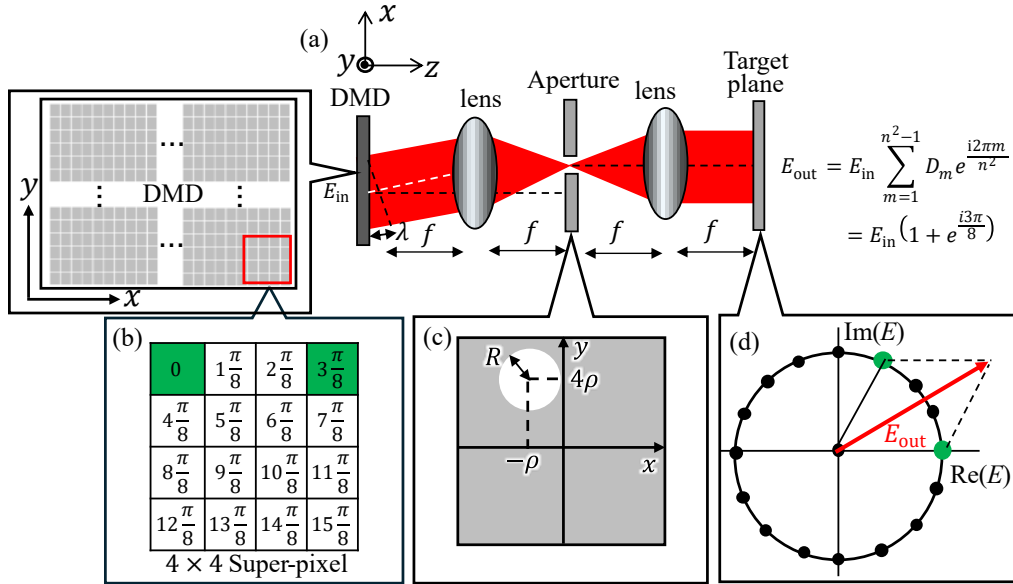 (a)
x
y
z
DMD
lens
Aperture
lens
Target
plane
E_in
λ
f
f
f
f
E_out = E_in ∑_{m=1}^{n²−1} D_m e^{i2πm/n²}
= E_in(1 + e^{i3π/8})
y
DMD
...
...
⋮
⋮
x
(b)
0 1π/8 2π/8 3π/8
4π/8 5π/8 6π/8 7π/8
8π/8 9π/8 10π/8 11π/8
12π/8 13π/8 14π/8 15π/8
4 × 4 Super-pixel
(c)
R
y
4ρ
−ρ
x
(d)
Im(E)
E_out
Re(E)